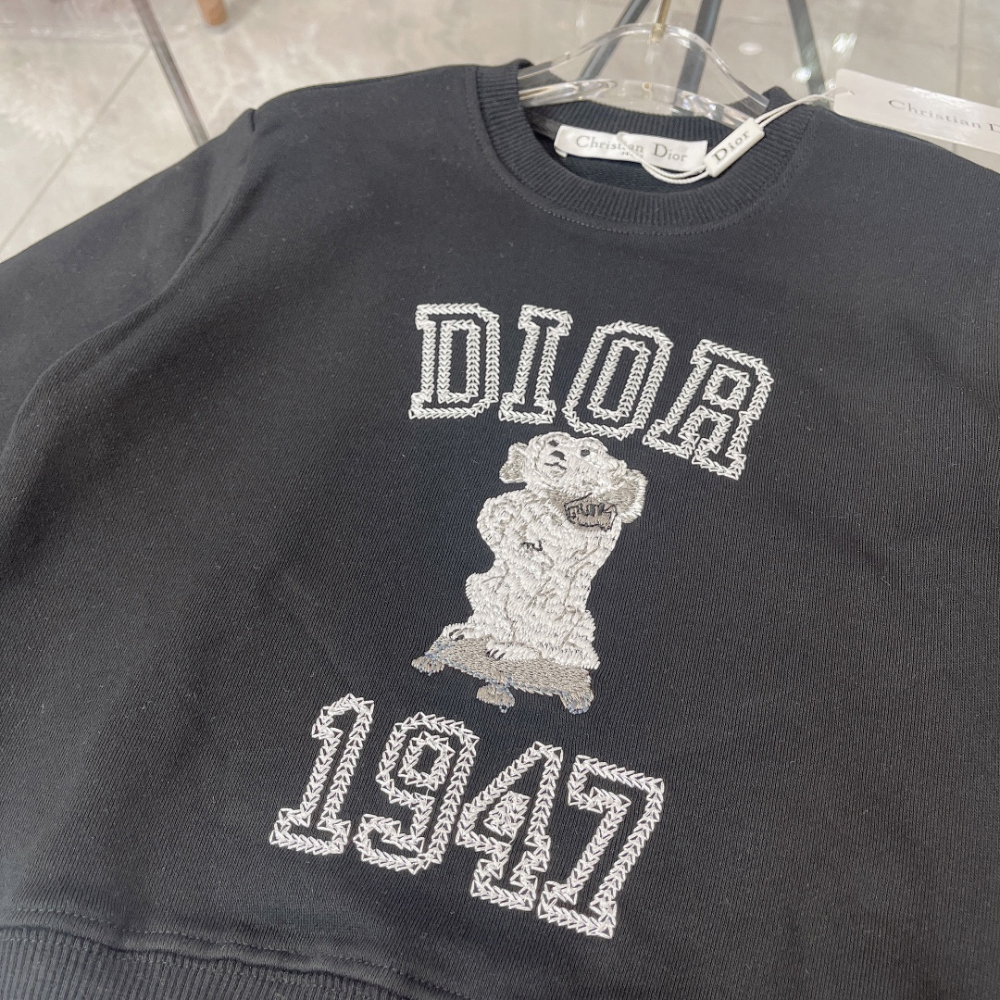 Christian Dior
Dior
Christian D
DIOR
1947